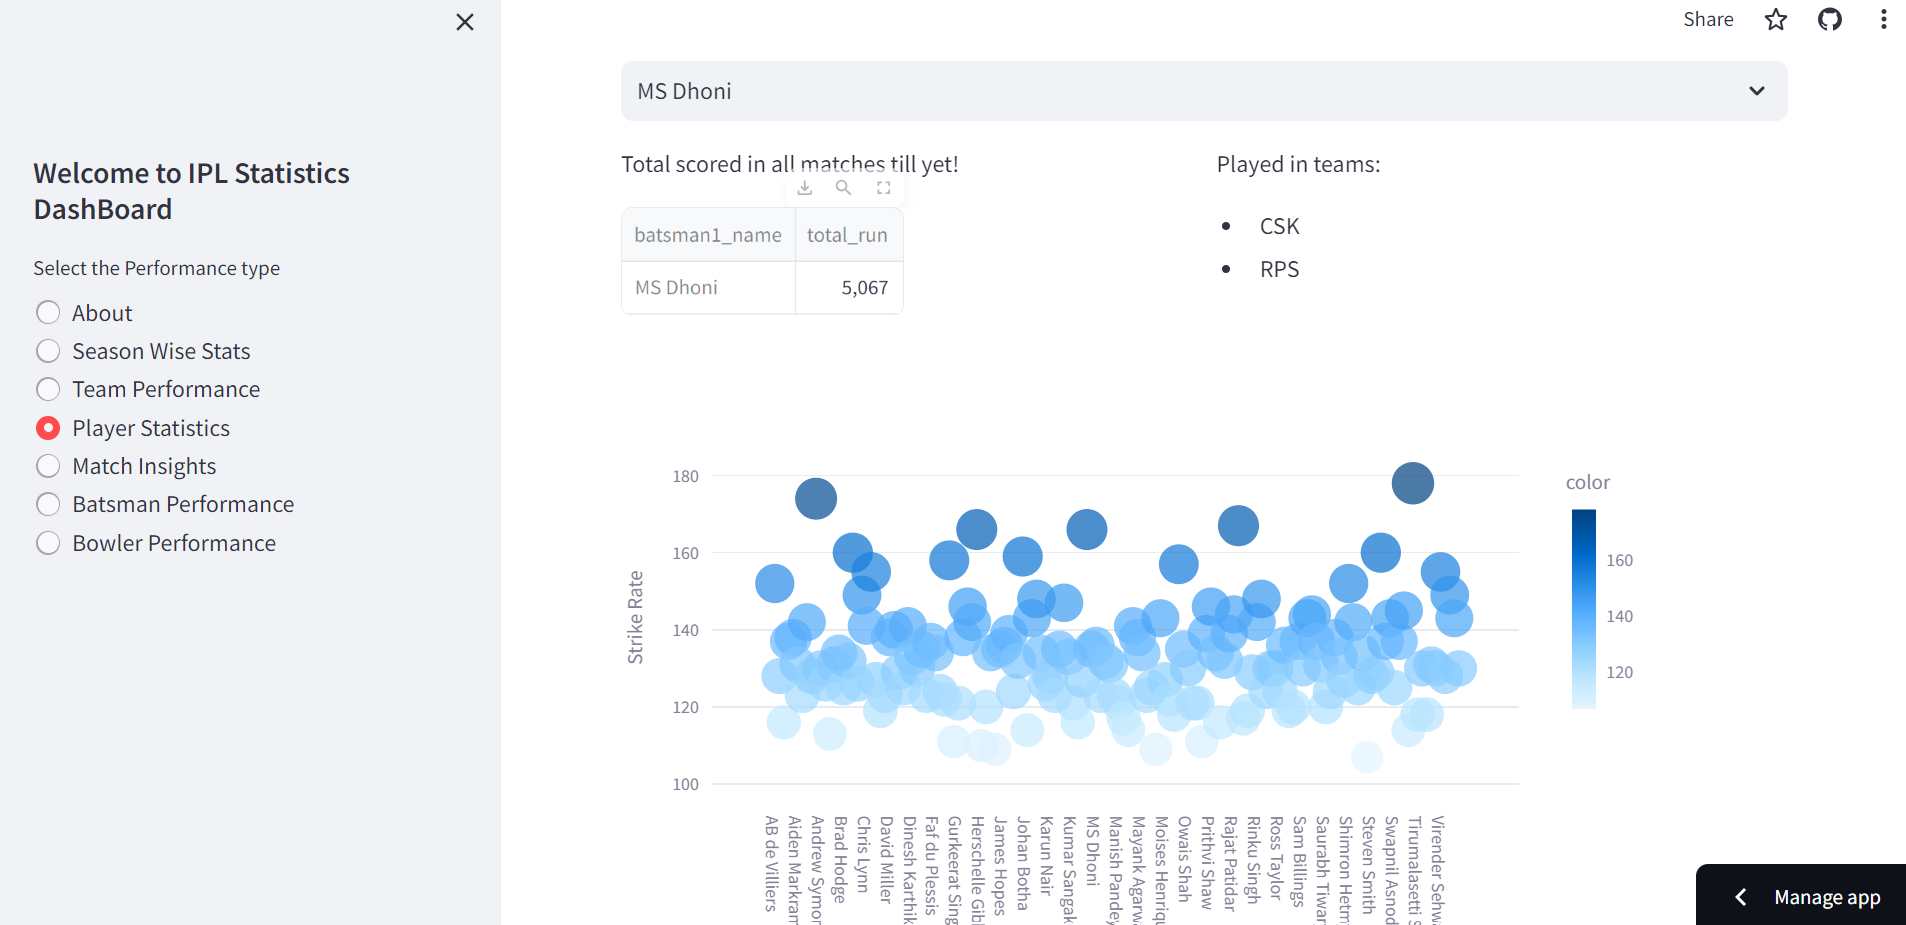 Share
Welcome to IPL Statistics
DashBoard
Select the Performance type
About
Season Wise Stats
Team Performance
Player Statistics
Match Insights
Batsman Performance
Bowler Performance
MS Dhoni
Total scored in all matches till yet!
batsman1_name total_run
MS Dhoni 5,067
Played in teams:
CSK
RPS
Strike Rate
180
160
140
120
100
color
160
140
120
AB de Villiers
Aiden Markram
Andrew Symon
Brad Hodge
Chris Lynn
David Miller
Dinesh Karthik
Faf du Plessis
Gurkeerat Sing
Herschelle Gib
James Hopes
Johan Botha
Karun Nair
Kumar Sangak
MS Dhoni
Manish Pandey
Mayank Agarwa
Moises Henriqu
Owais Shah
Prithvi Shaw
Rajat Patidar
Rinku Singh
Ross Taylor
Sam Billings
Saurabh Tiwar
Shimron Hetm
Steven Smith
Swapnil Asnod
Tirumalasetti S
Virender Sehwa
Manage app